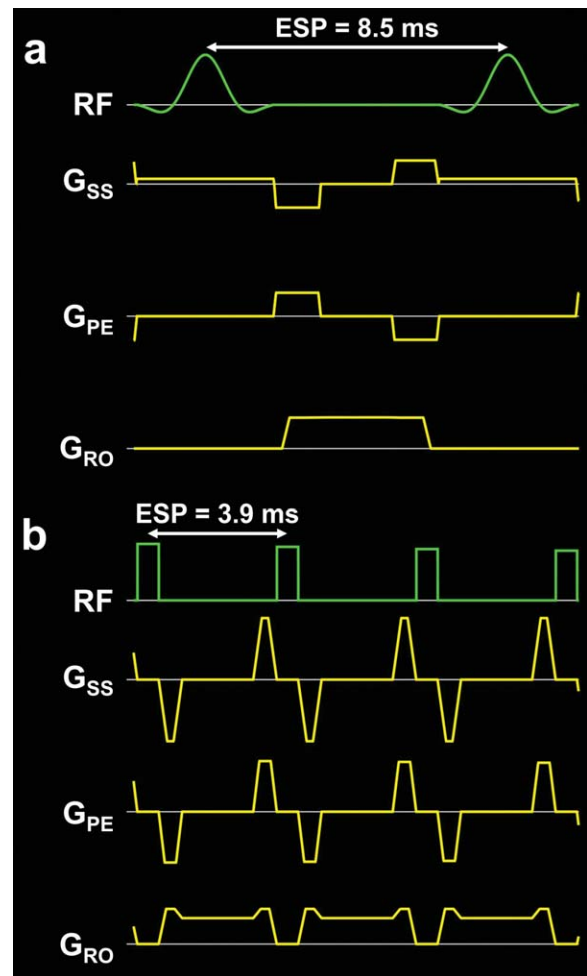 ESP = 8.5 ms
a
RF
GSS
GPE
GRO
ESP = 3.9 ms
b
RF
GSS
GPE
GRO